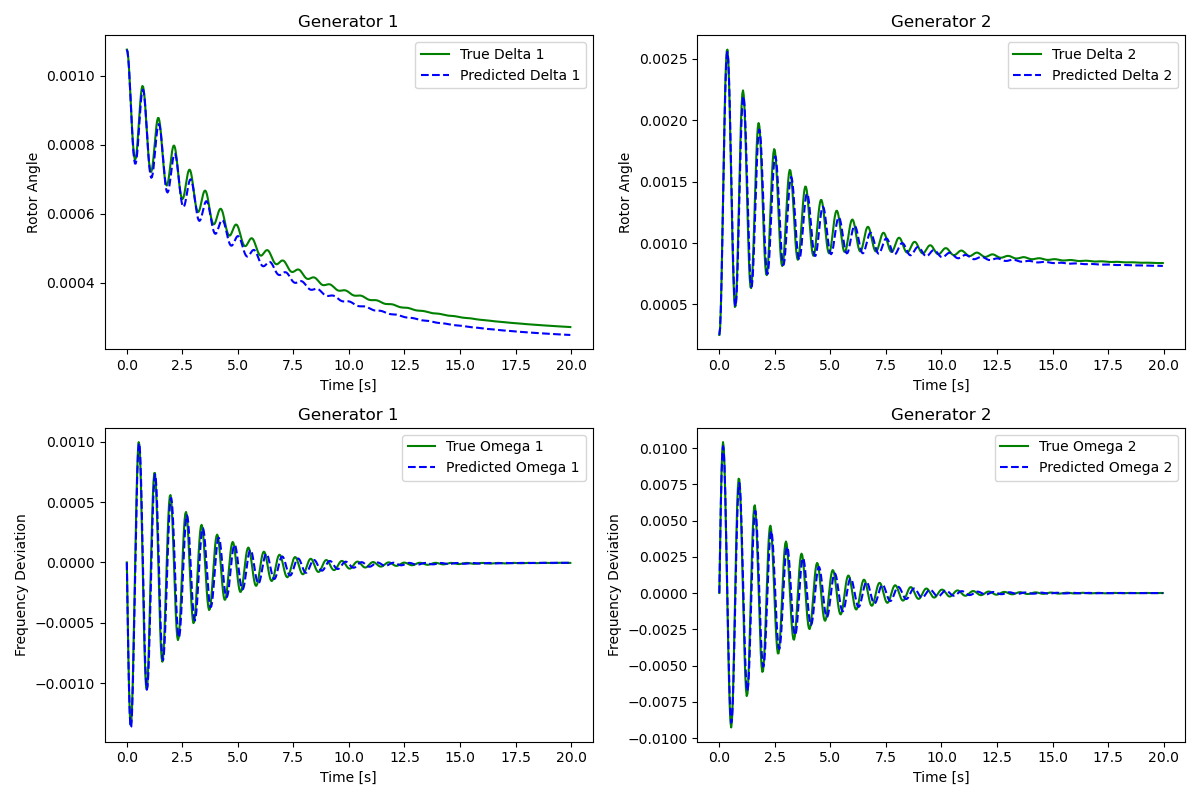 Generator 1
True Delta 1
Predicted Delta 1
Rotor Angle
0.0010
0.0008
0.0006
0.0004
0.0 2.5 5.0 7.5 10.0 12.5 15.0 17.5 20.0
Time [s]
Generator 2
True Delta 2
Predicted Delta 2
Rotor Angle
0.0025
0.0020
0.0015
0.0010
0.0005
0.0 2.5 5.0 7.5 10.0 12.5 15.0 17.5 20.0
Time [s]
Generator 1
True Omega 1
Predicted Omega 1
Frequency Deviation
0.0010
0.0005
0.0000
−0.0005
−0.0010
0.0 2.5 5.0 7.5 10.0 12.5 15.0 17.5 20.0
Time [s]
Generator 2
True Omega 2
Predicted Omega 2
Frequency Deviation
0.0100
0.0075
0.0050
0.0025
0.0000
−0.0025
−0.0050
−0.0075
−0.0100
0.0 2.5 5.0 7.5 10.0 12.5 15.0 17.5 20.0
Time [s]